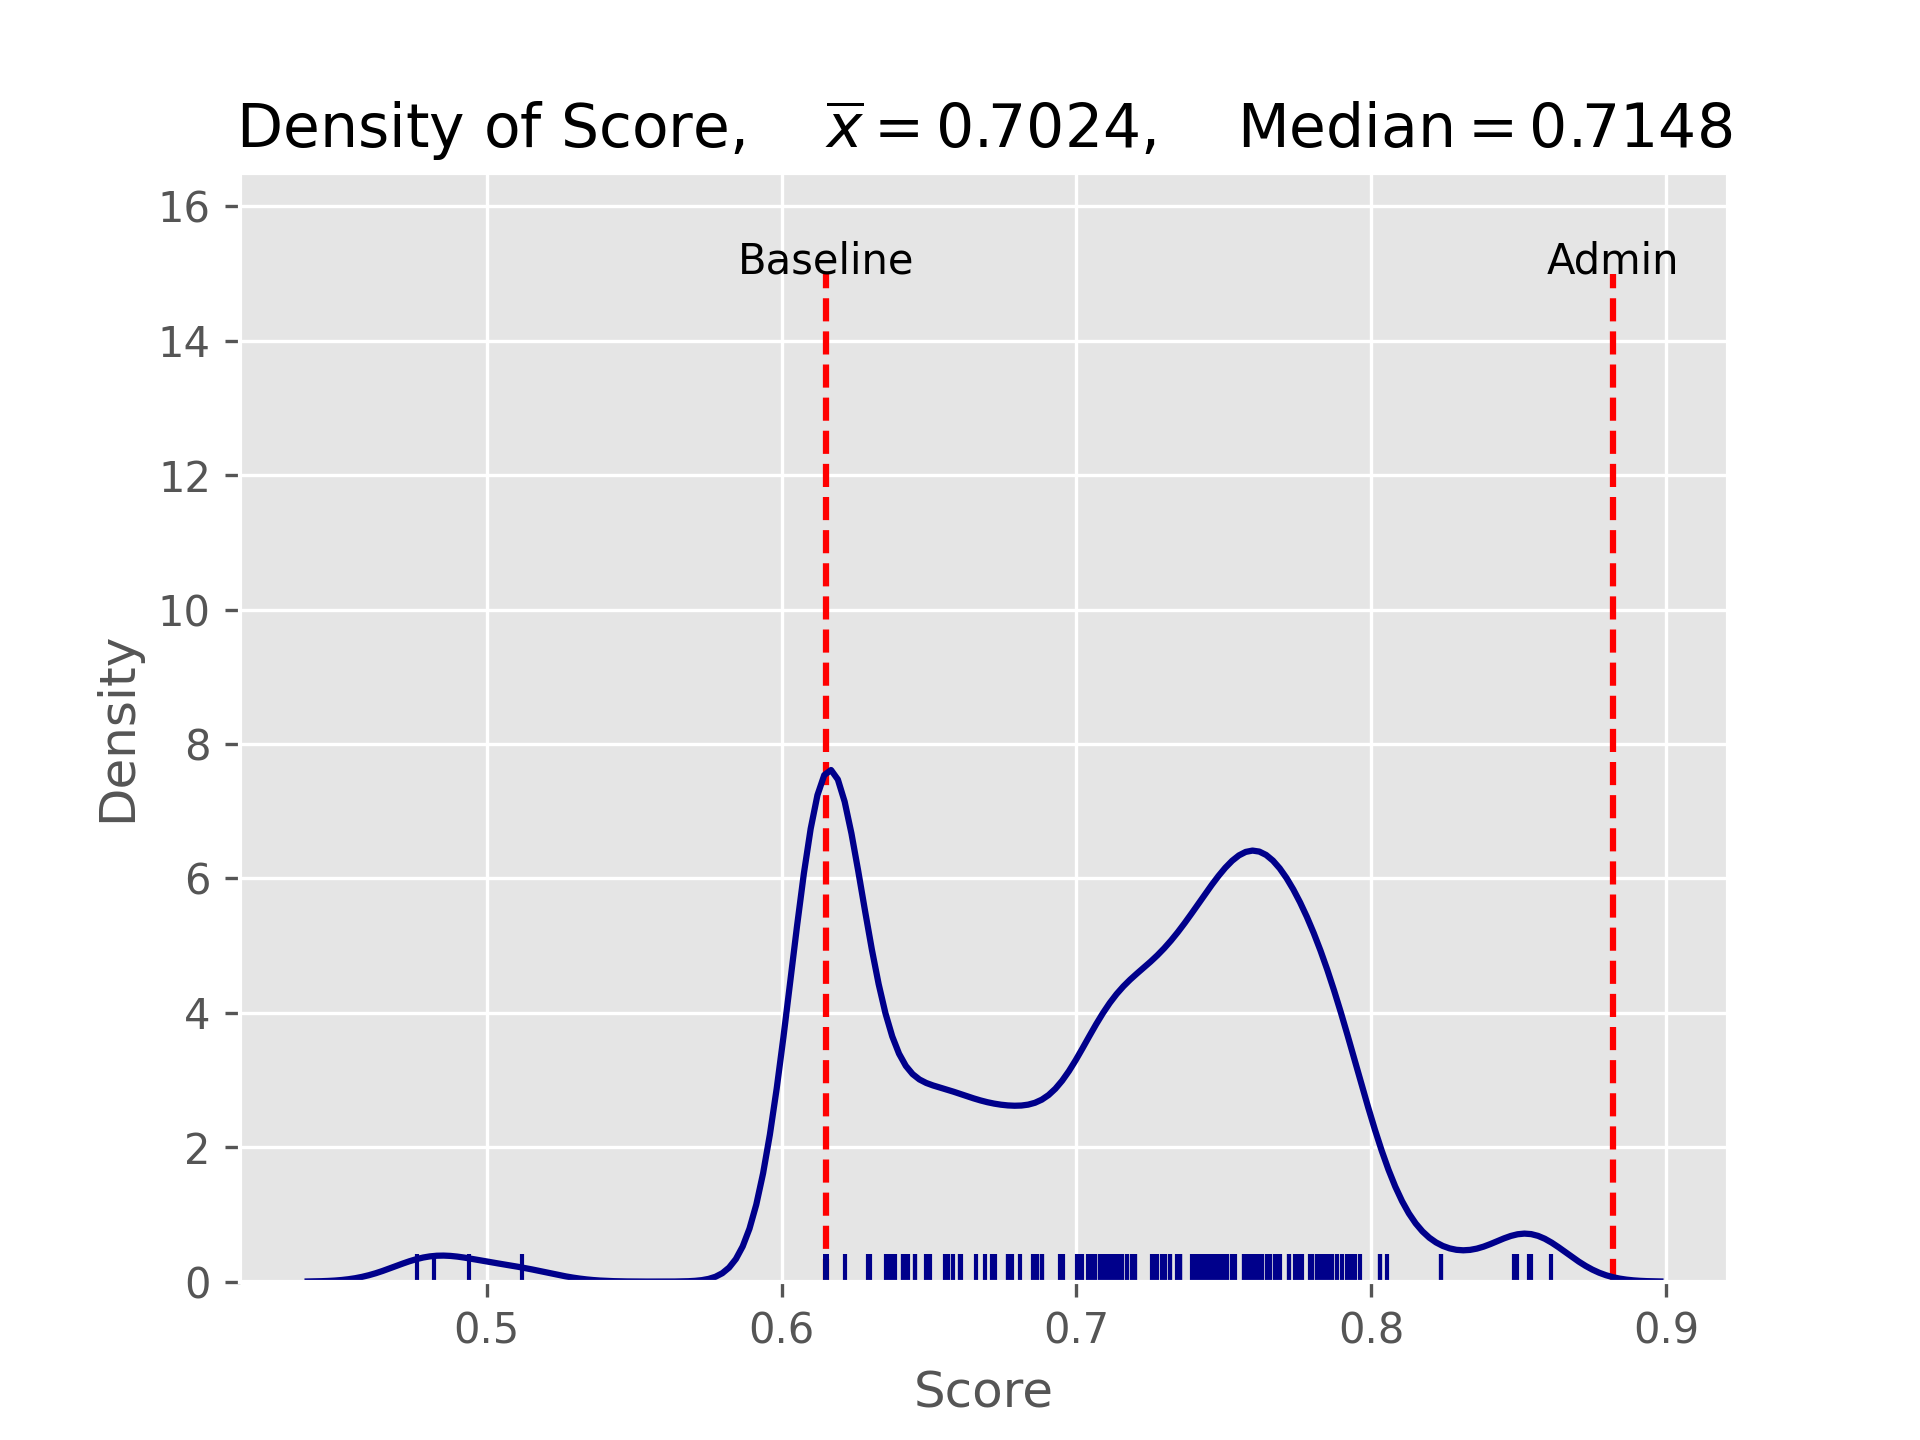 Density of Score, x̅ = 0.7024, Median = 0.7148
16
Baseline Admin
14
12
10
8
6
4
2
0
0.5 0.6 0.7 0.8 0.9
Density
Score